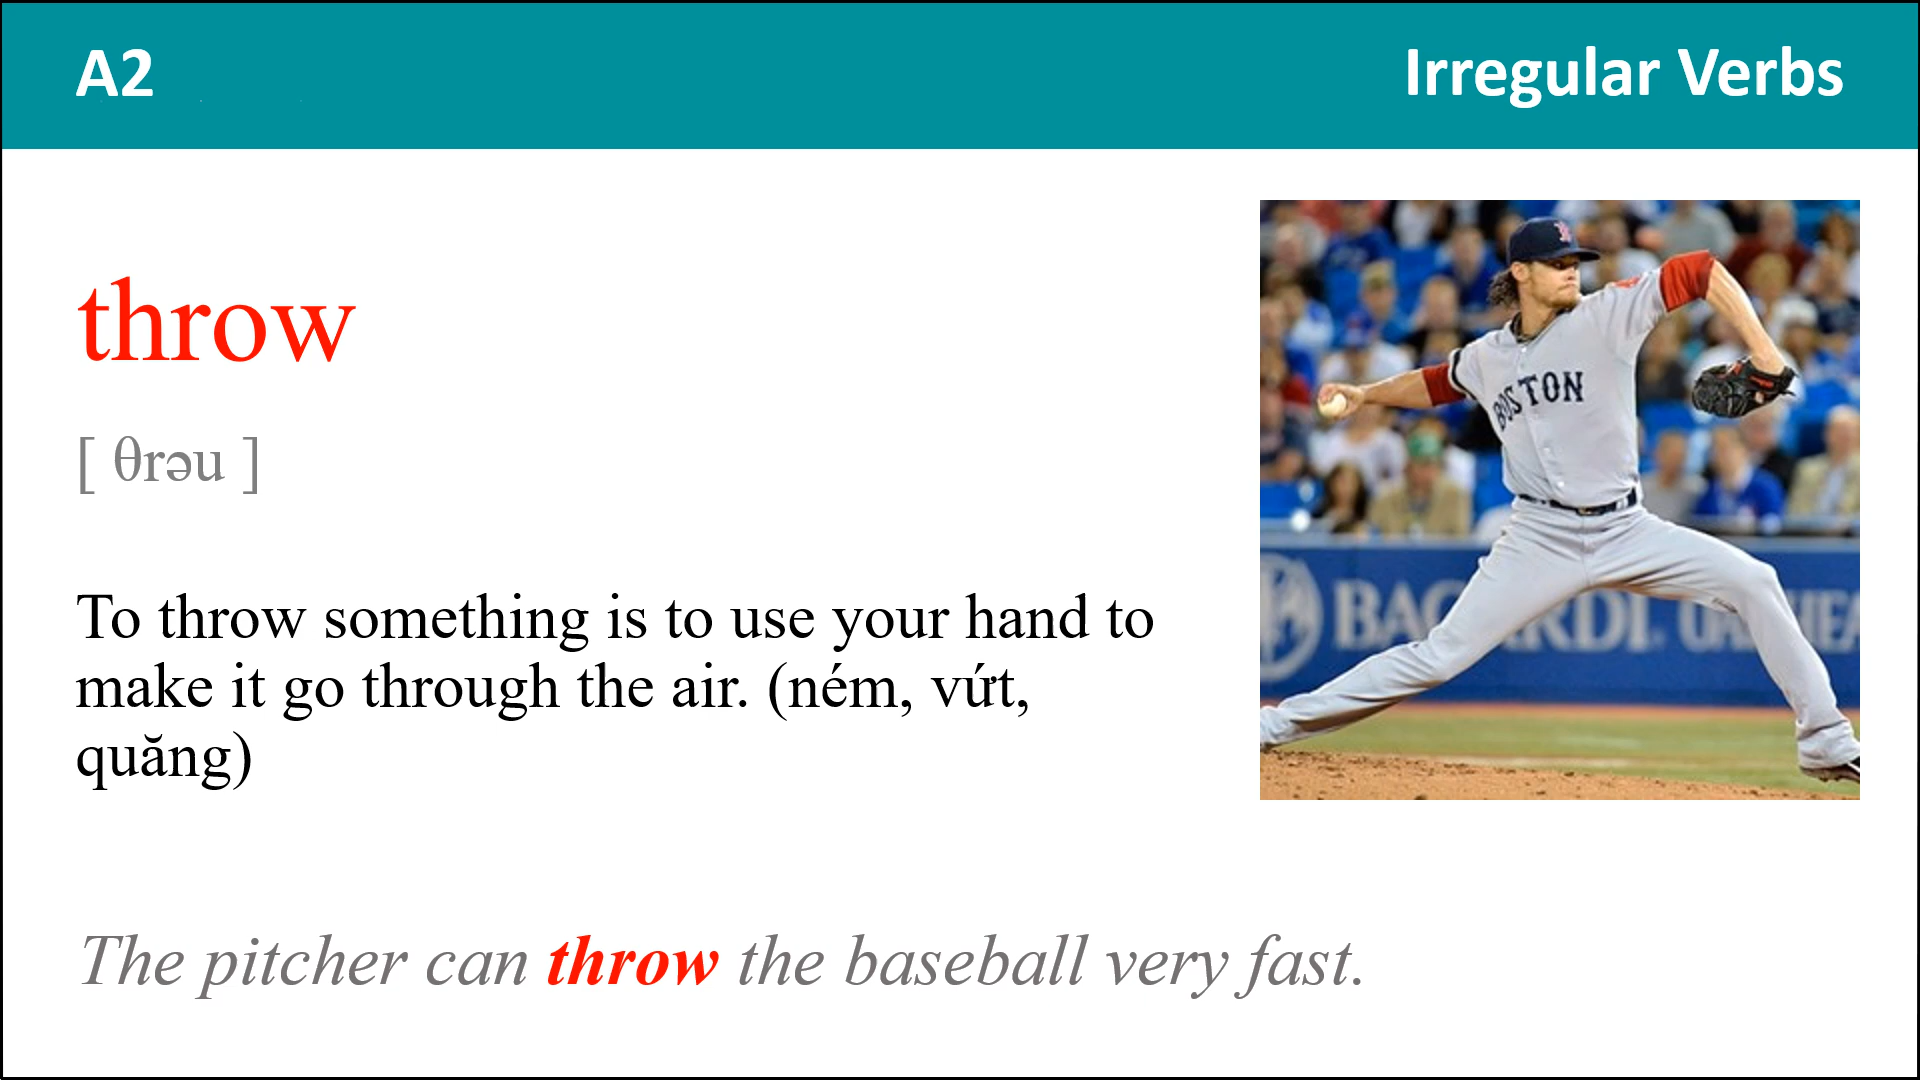 A2
Irregular Verbs
throw
[ θrəu ]
To throw something is to use your hand to
make it go through the air. (ném, vứt,
quăng)
BOSTON
The pitcher can throw the baseball very fast.